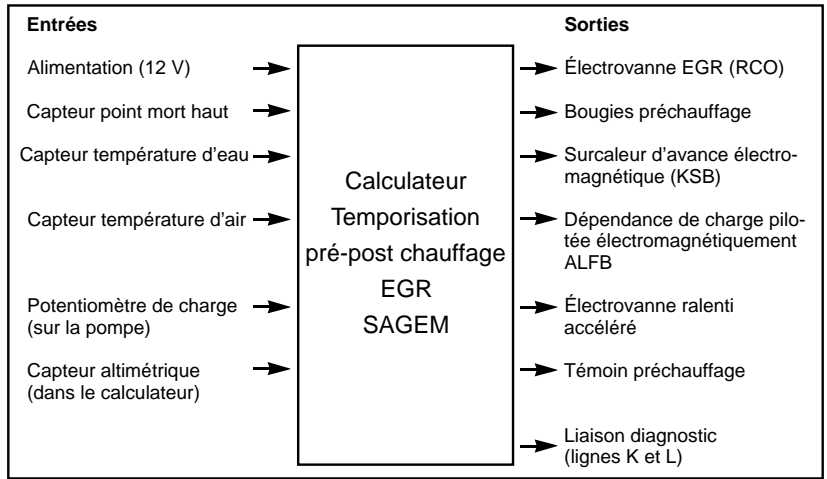 Entrées
Alimentation (12 V)
Capteur point mort haut
Capteur température d'eau
Capteur température d'air
Potentiomètre de charge
(sur la pompe)
Capteur altimétrique
(dans le calculateur)
Calculateur
Temporisation
pré-post chauffage
EGR
SAGEM
Sorties
Électrovanne EGR (RCO)
Bougies préchauffage
Surcaleur d'avance électro-
magnétique (KSB)
Dépendance de charge pilo-
tée électromagnétiquement
ALFB
Électrovanne ralenti
accéléré
Témoin préchauffage
Liaison diagnostic
(lignes K et L)